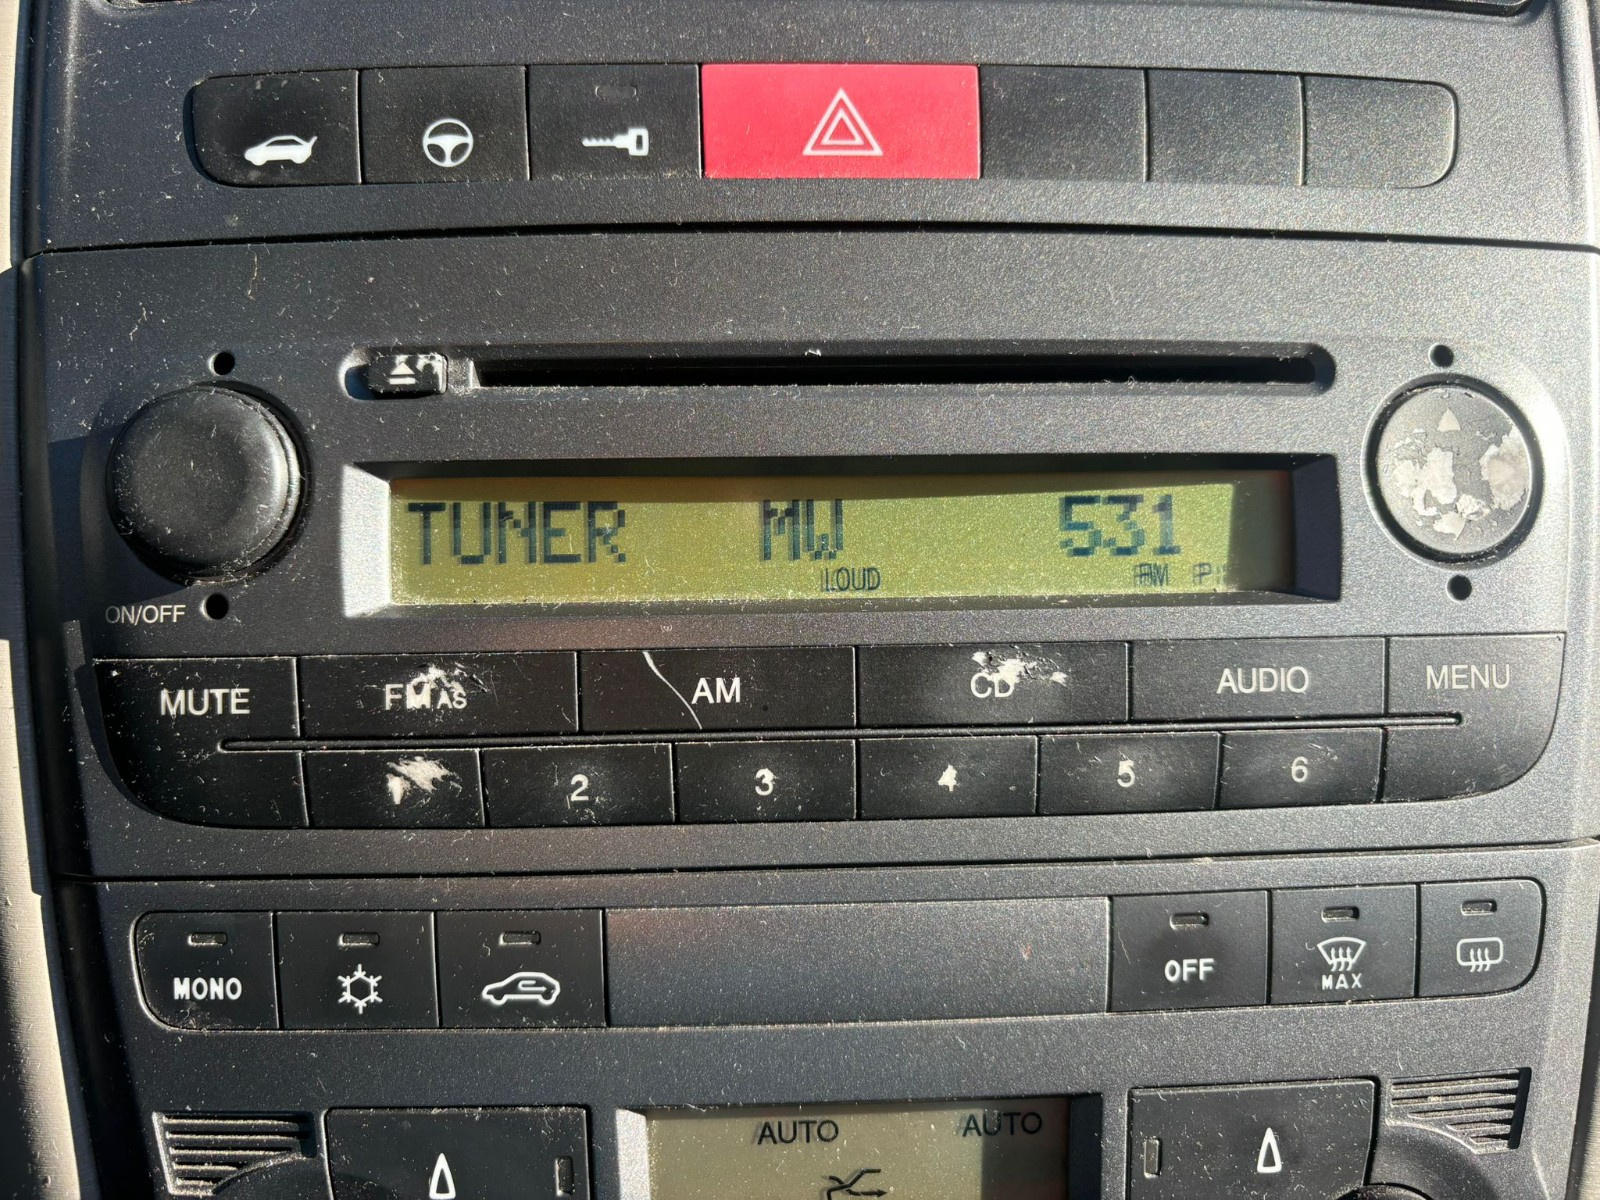 TUNER MW 531
LOUD
ON/OFF
MUTE FM AS AM CD AUDIO MENU
2 3 4 5 6
MONO OFF MAX
AUTO AUTO